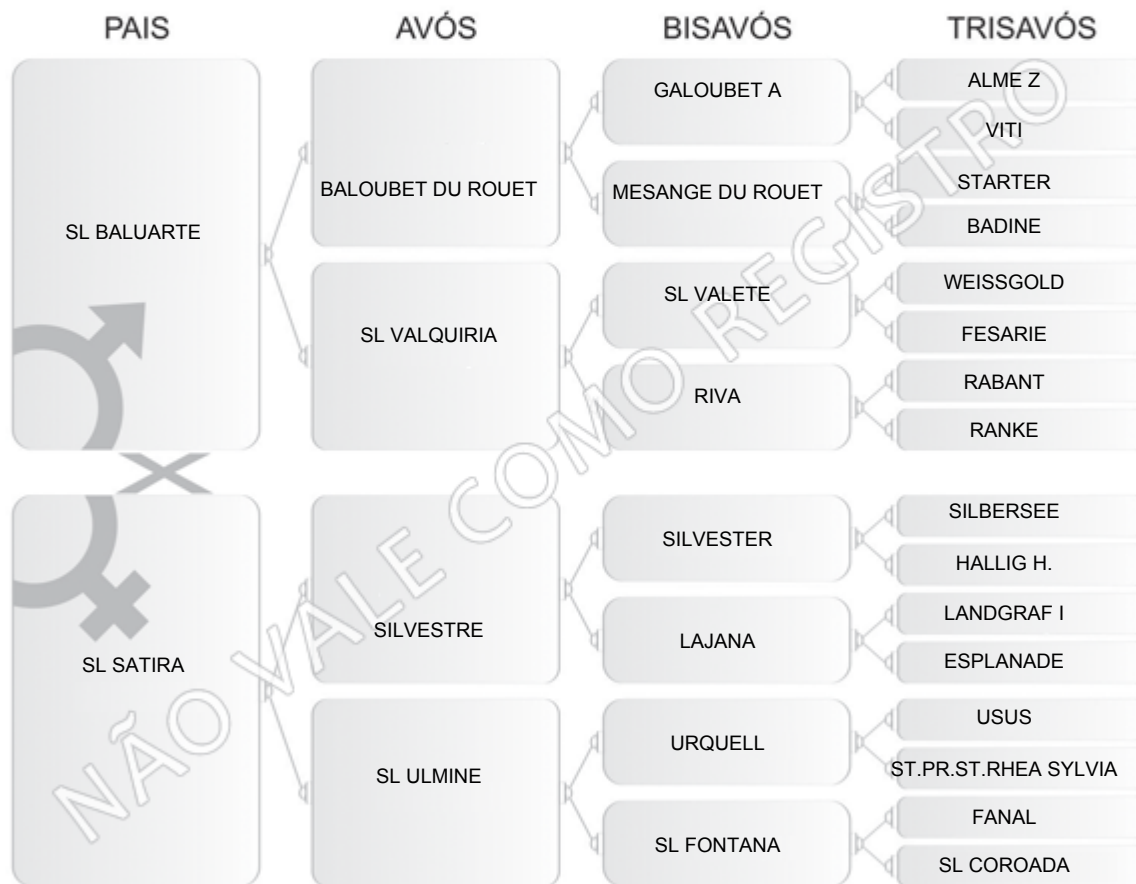 PAIS AVÓS BISAVÓS TRISAVÓS
SL BALUARTE
BALOUBET DU ROUET
GALOUBET A
ALME Z
VITI
MESANGE DU ROUET
STARTER
BADINE
SL VALQUIRIA
SL VALETE
WEISSGOLD
FESARIE
RIVA
RABANT
RANKE
SL SATIRA
SILVESTRE
SILVESTER
SILBERSEE
HALLIG H.
LAJANA
LANDGRAF I
ESPLANADE
SL ULMINE
URQUELL
USUS
ST.PR.ST.RHEA SYLVIA
SL FONTANA
FANAL
SL COROADA
NÃO VALE COMO REGISTRO